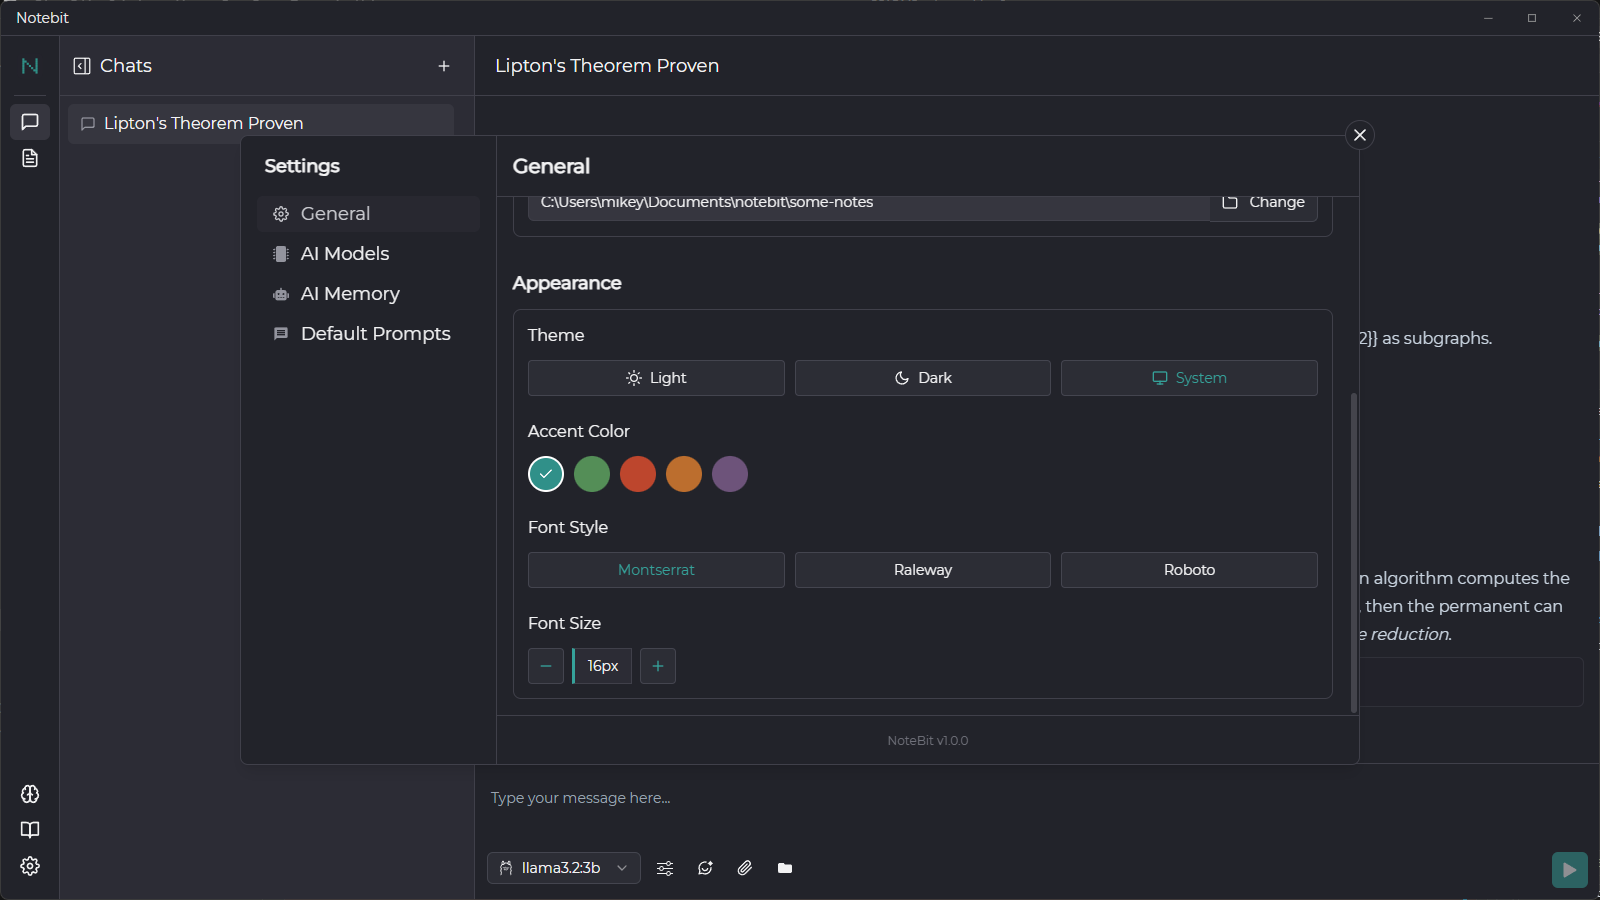 Notebit
Chats
Lipton's Theorem Proven
Lipton's Theorem Proven
Settings
General
AI Models
AI Memory
Default Prompts
General
C:\Users\mikey\Documents\notebit\some-notes
Change
Appearance
Theme
Light
Dark
System
Accent Color
Font Style
Montserrat
Raleway
Roboto
Font Size
16px
NoteBit v1.0.0
2}} as subgraphs.
n algorithm computes the
, then the permanent can
e reduction.
Type your message here...
llama3.2:3b